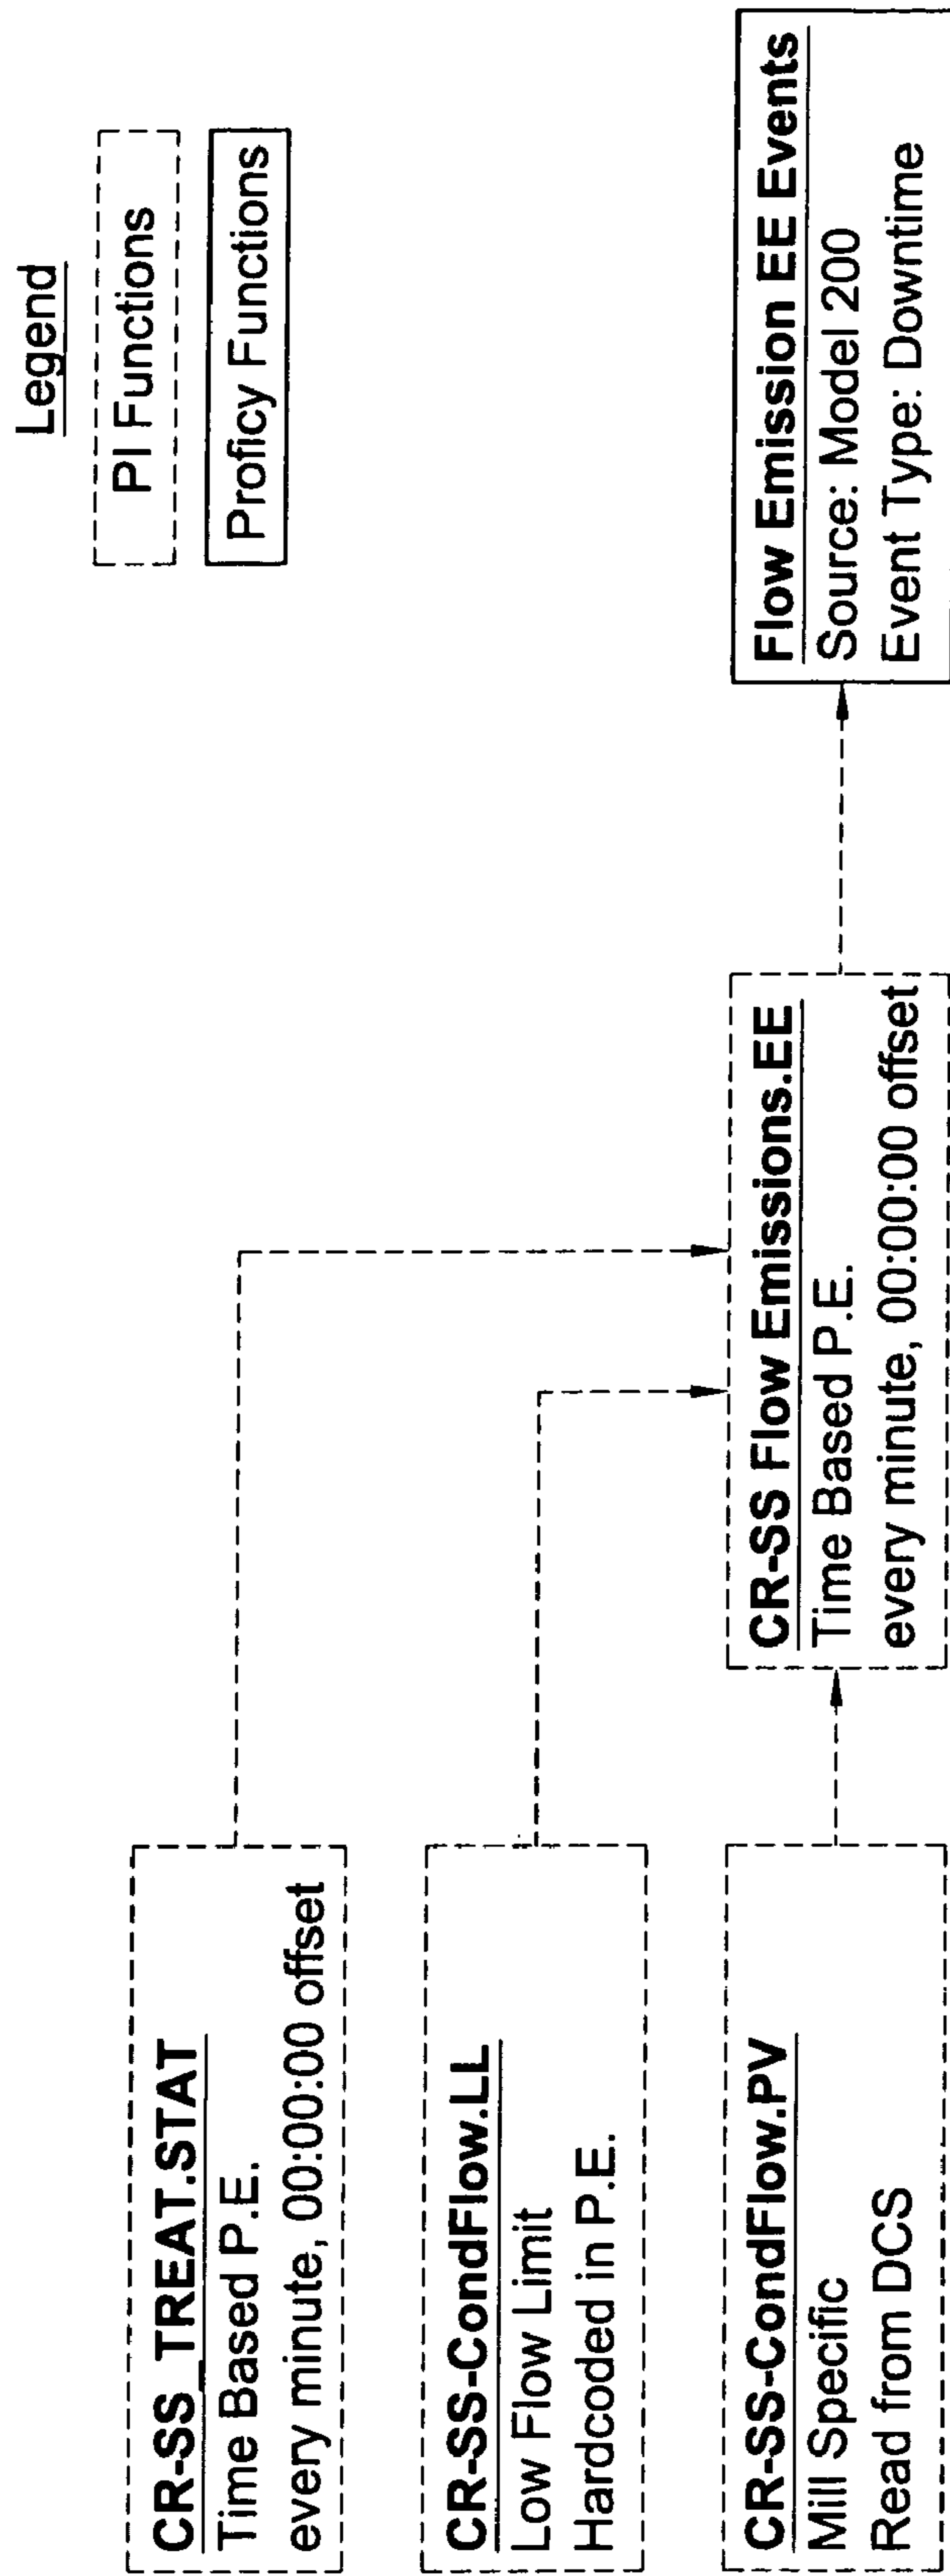 Legend
PI Functions
Proficy Functions
CR-SS_TREAT.STAT
Time Based P.E.
every minute, 00:00:00 offset
CR-SS-CondFlow.LL
Low Flow Limit
Hardcoded in P.E.
CR-SS-CondFlow.PV
Mill Specific
Read from DCS
CR-SS Flow Emissions.EE
Time Based P.E.
every minute, 00:00:00 offset
Flow Emission EE Events
Source: Model 200
Event Type: Downtime